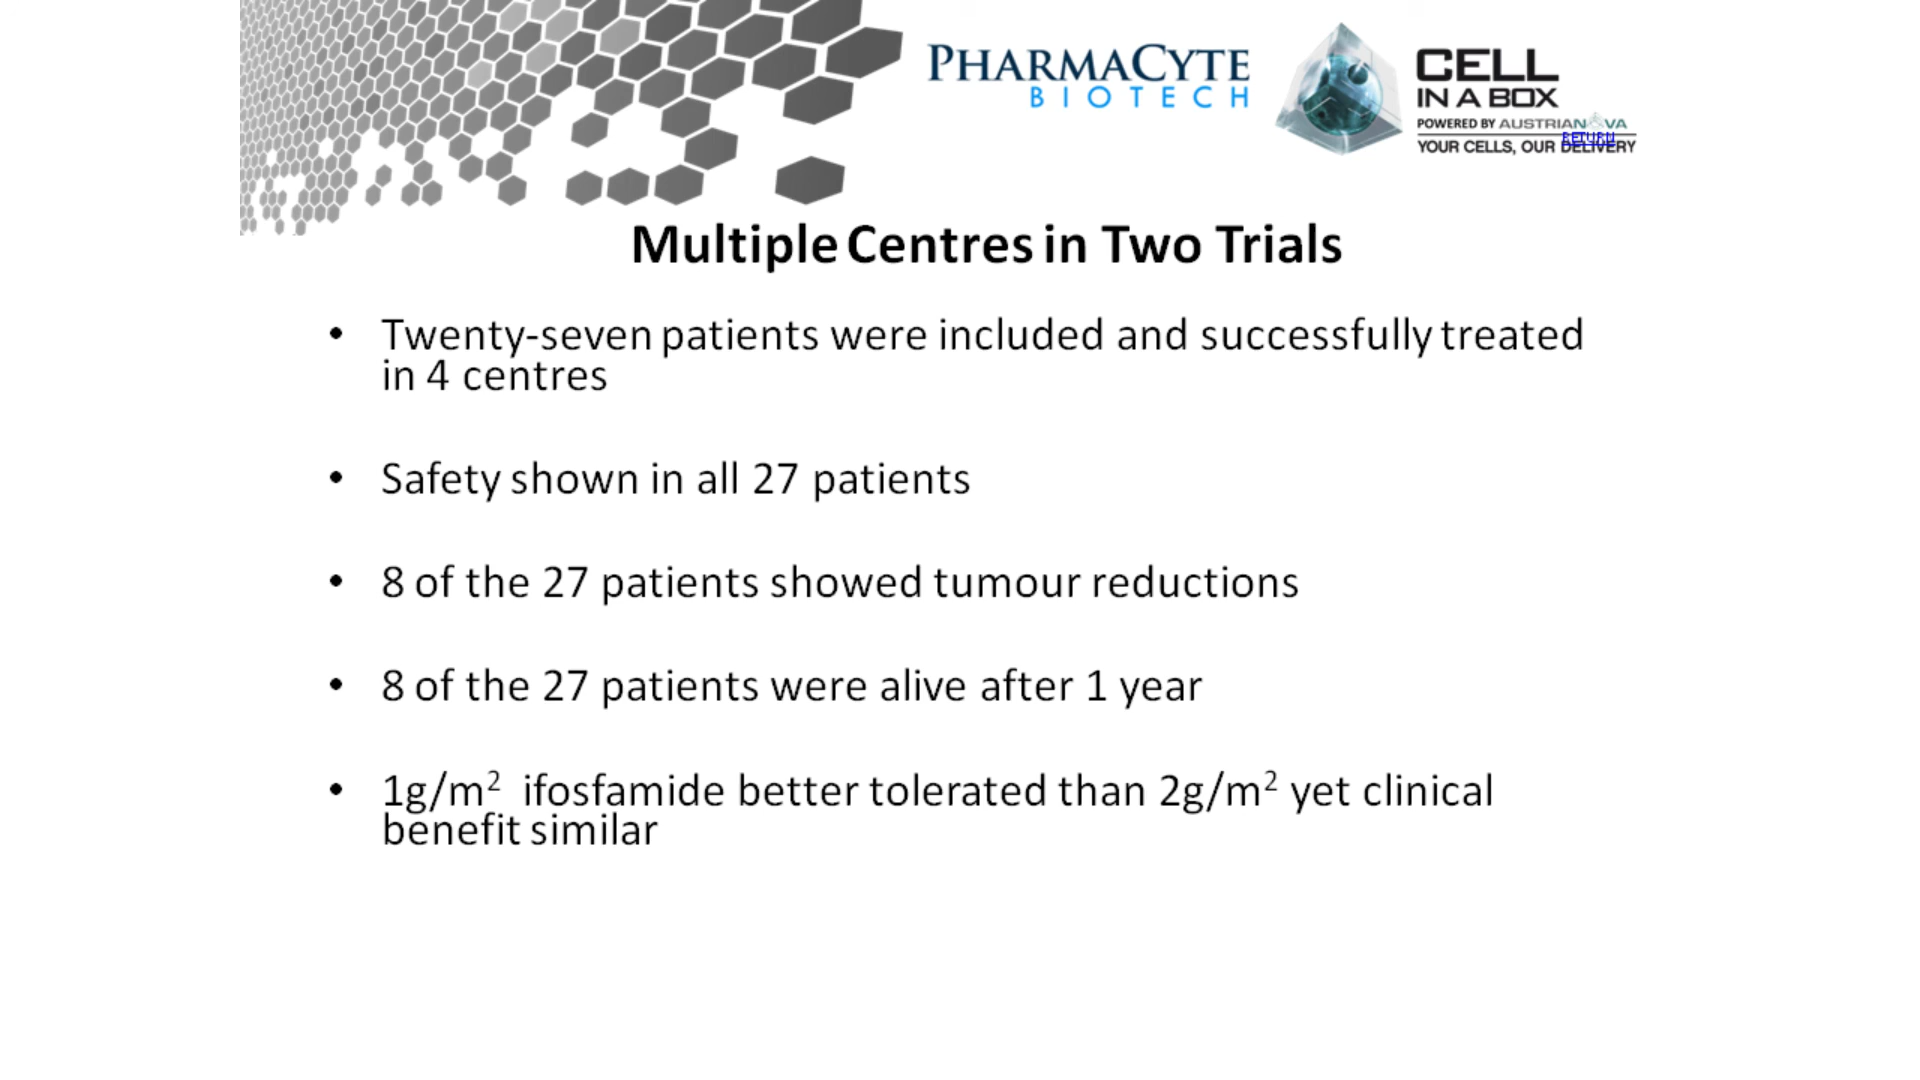 PHARMACYTE
BIOTECH
CELL
IN A BOX
POWERED BY AUSTRIANOVA
RETURN
YOUR CELLS, OUR DELIVERY
Multiple Centres in Two Trials
• Twenty-seven patients were included and successfully treated
in 4 centres
• Safety shown in all 27 patients
• 8 of the 27 patients showed tumour reductions
• 8 of the 27 patients were alive after 1 year
• 1g/m² ifosfamide better tolerated than 2g/m² yet clinical
benefit similar